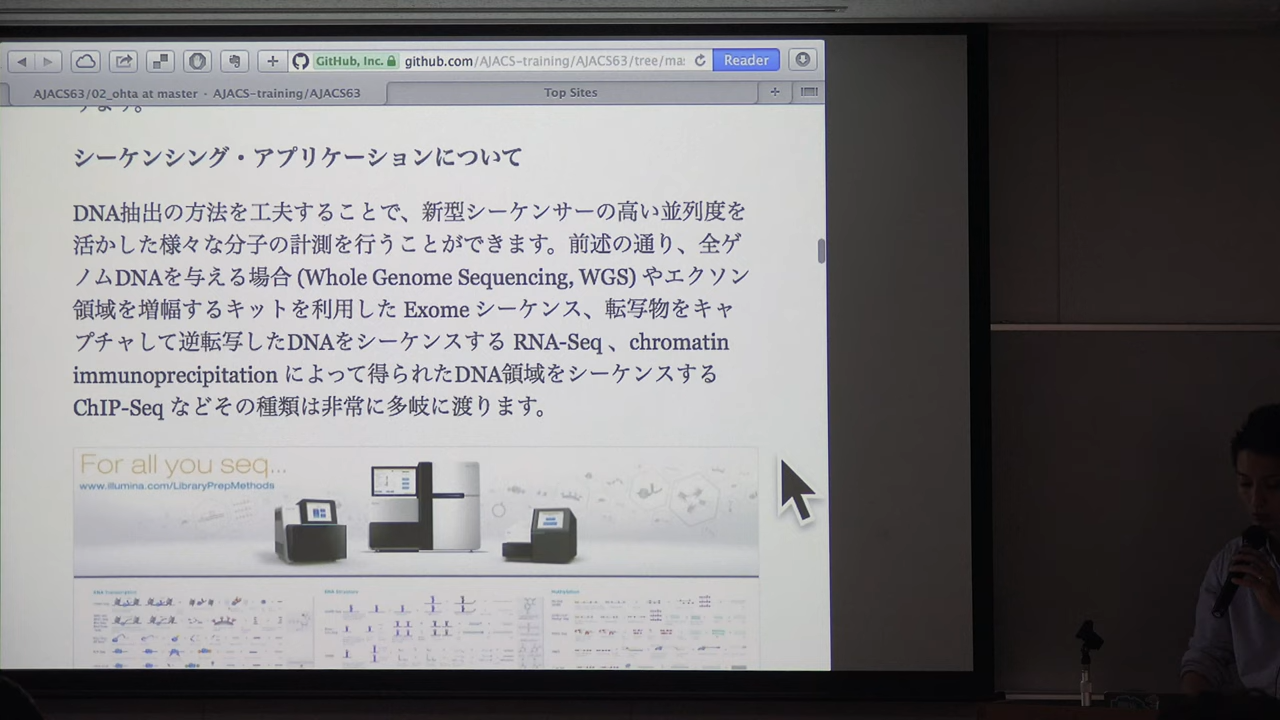 GitHub, Inc.
github.com/AJACS-training/AJACS63/tree/ma
Reader
AJACS63/02_ohta at master · AJACS-training/AJACS63
Top Sites
シーケンシング・アプリケーションについて
DNA抽出の方法を工夫することで、新型シーケンサーの高い並列度を
活かした様々な分子の計測を行うことができます。前述の通り、全ゲ
ノムDNAを与える場合 (Whole Genome Sequencing, WGS) やエクソン
領域を増幅するキットを利用した Exome シーケンス、転写物をキャ
プチャして逆転写したDNAをシーケンスする RNA-Seq 、chromatin
immunoprecipitation によって得られたDNA領域をシーケンスする
ChIP-Seq などその種類は非常に多岐に渡ります。
For all you seq...
www.illumina.com/LibraryPrepMethods